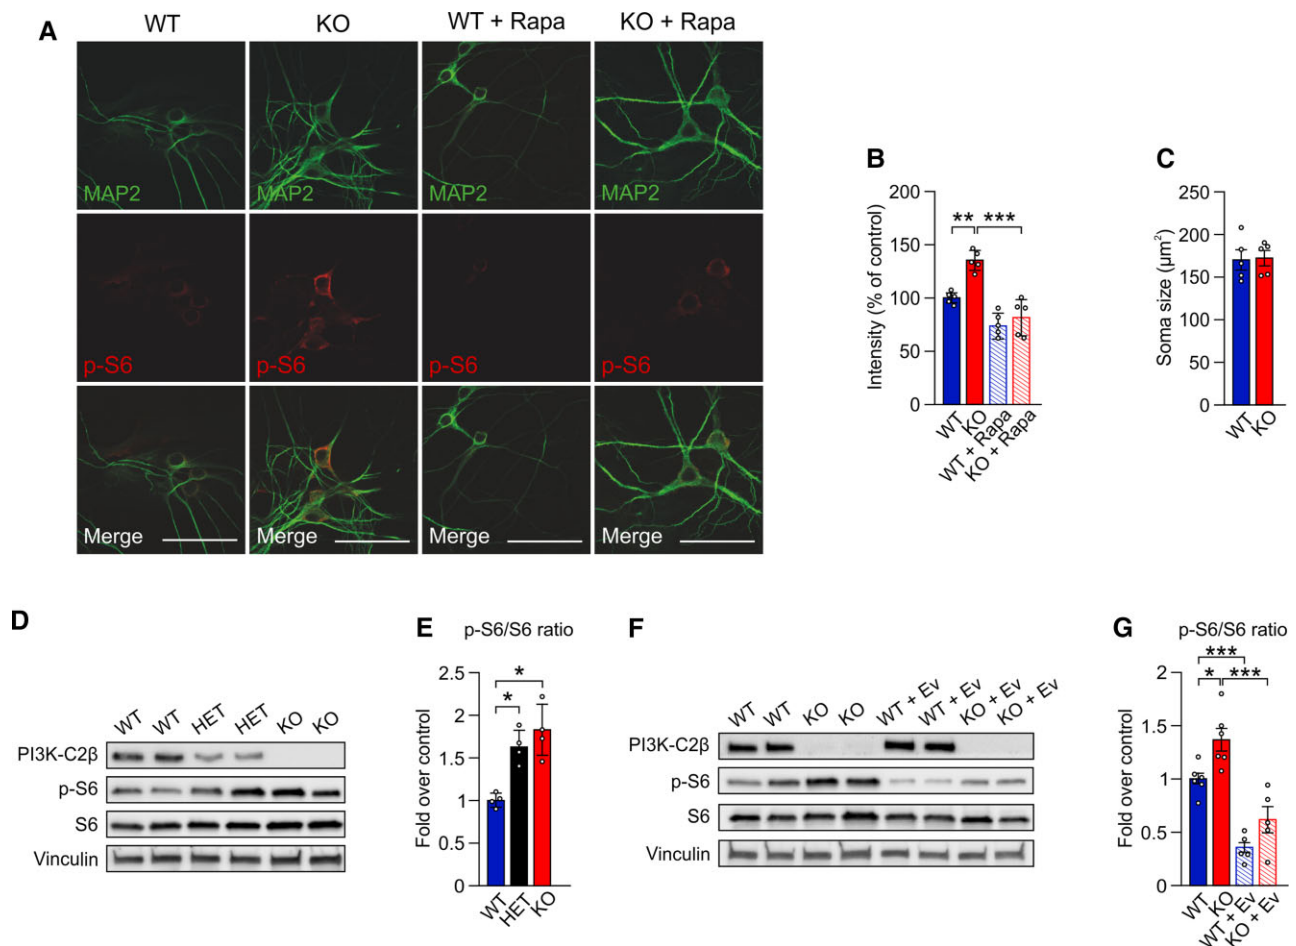 A
WT
KO
WT + Rapa
KO + Rapa
MAP2
MAP2
MAP2
MAP2
p-S6
p-S6
p-S6
p-S6
Merge
Merge
Merge
Merge
B
Intensity (% of control)
200
150
100
50
0
** ***
WT
KO
WT + Rapa
KO + Rapa
C
Soma size (µm²)
250
200
150
100
50
0
WT
KO
D
WT WT HET HET KO KO
PI3K-C2β
p-S6
S6
Vinculin
E
p-S6/S6 ratio
Fold over control
2.5
2
1.5
1
0.5
0
*
*
WT
HET
KO
F
WT WT KO KO WT + Ev WT + Ev KO + Ev KO + Ev
PI3K-C2β
p-S6
S6
Vinculin
G
p-S6/S6 ratio
Fold over control
2
1.5
1
0.5
0
***
* ***
WT
KO
WT + Ev
KO + Ev